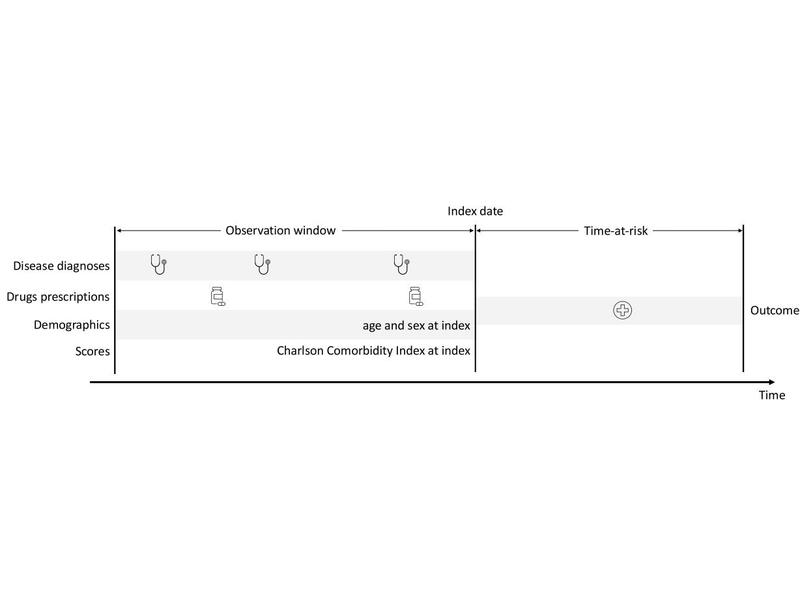 Index date
Observation window
Time-at-risk
Disease diagnoses
Drugs prescriptions
Outcome
Demographics
age and sex at index
Scores
Charlson Comorbidity Index at index
Time